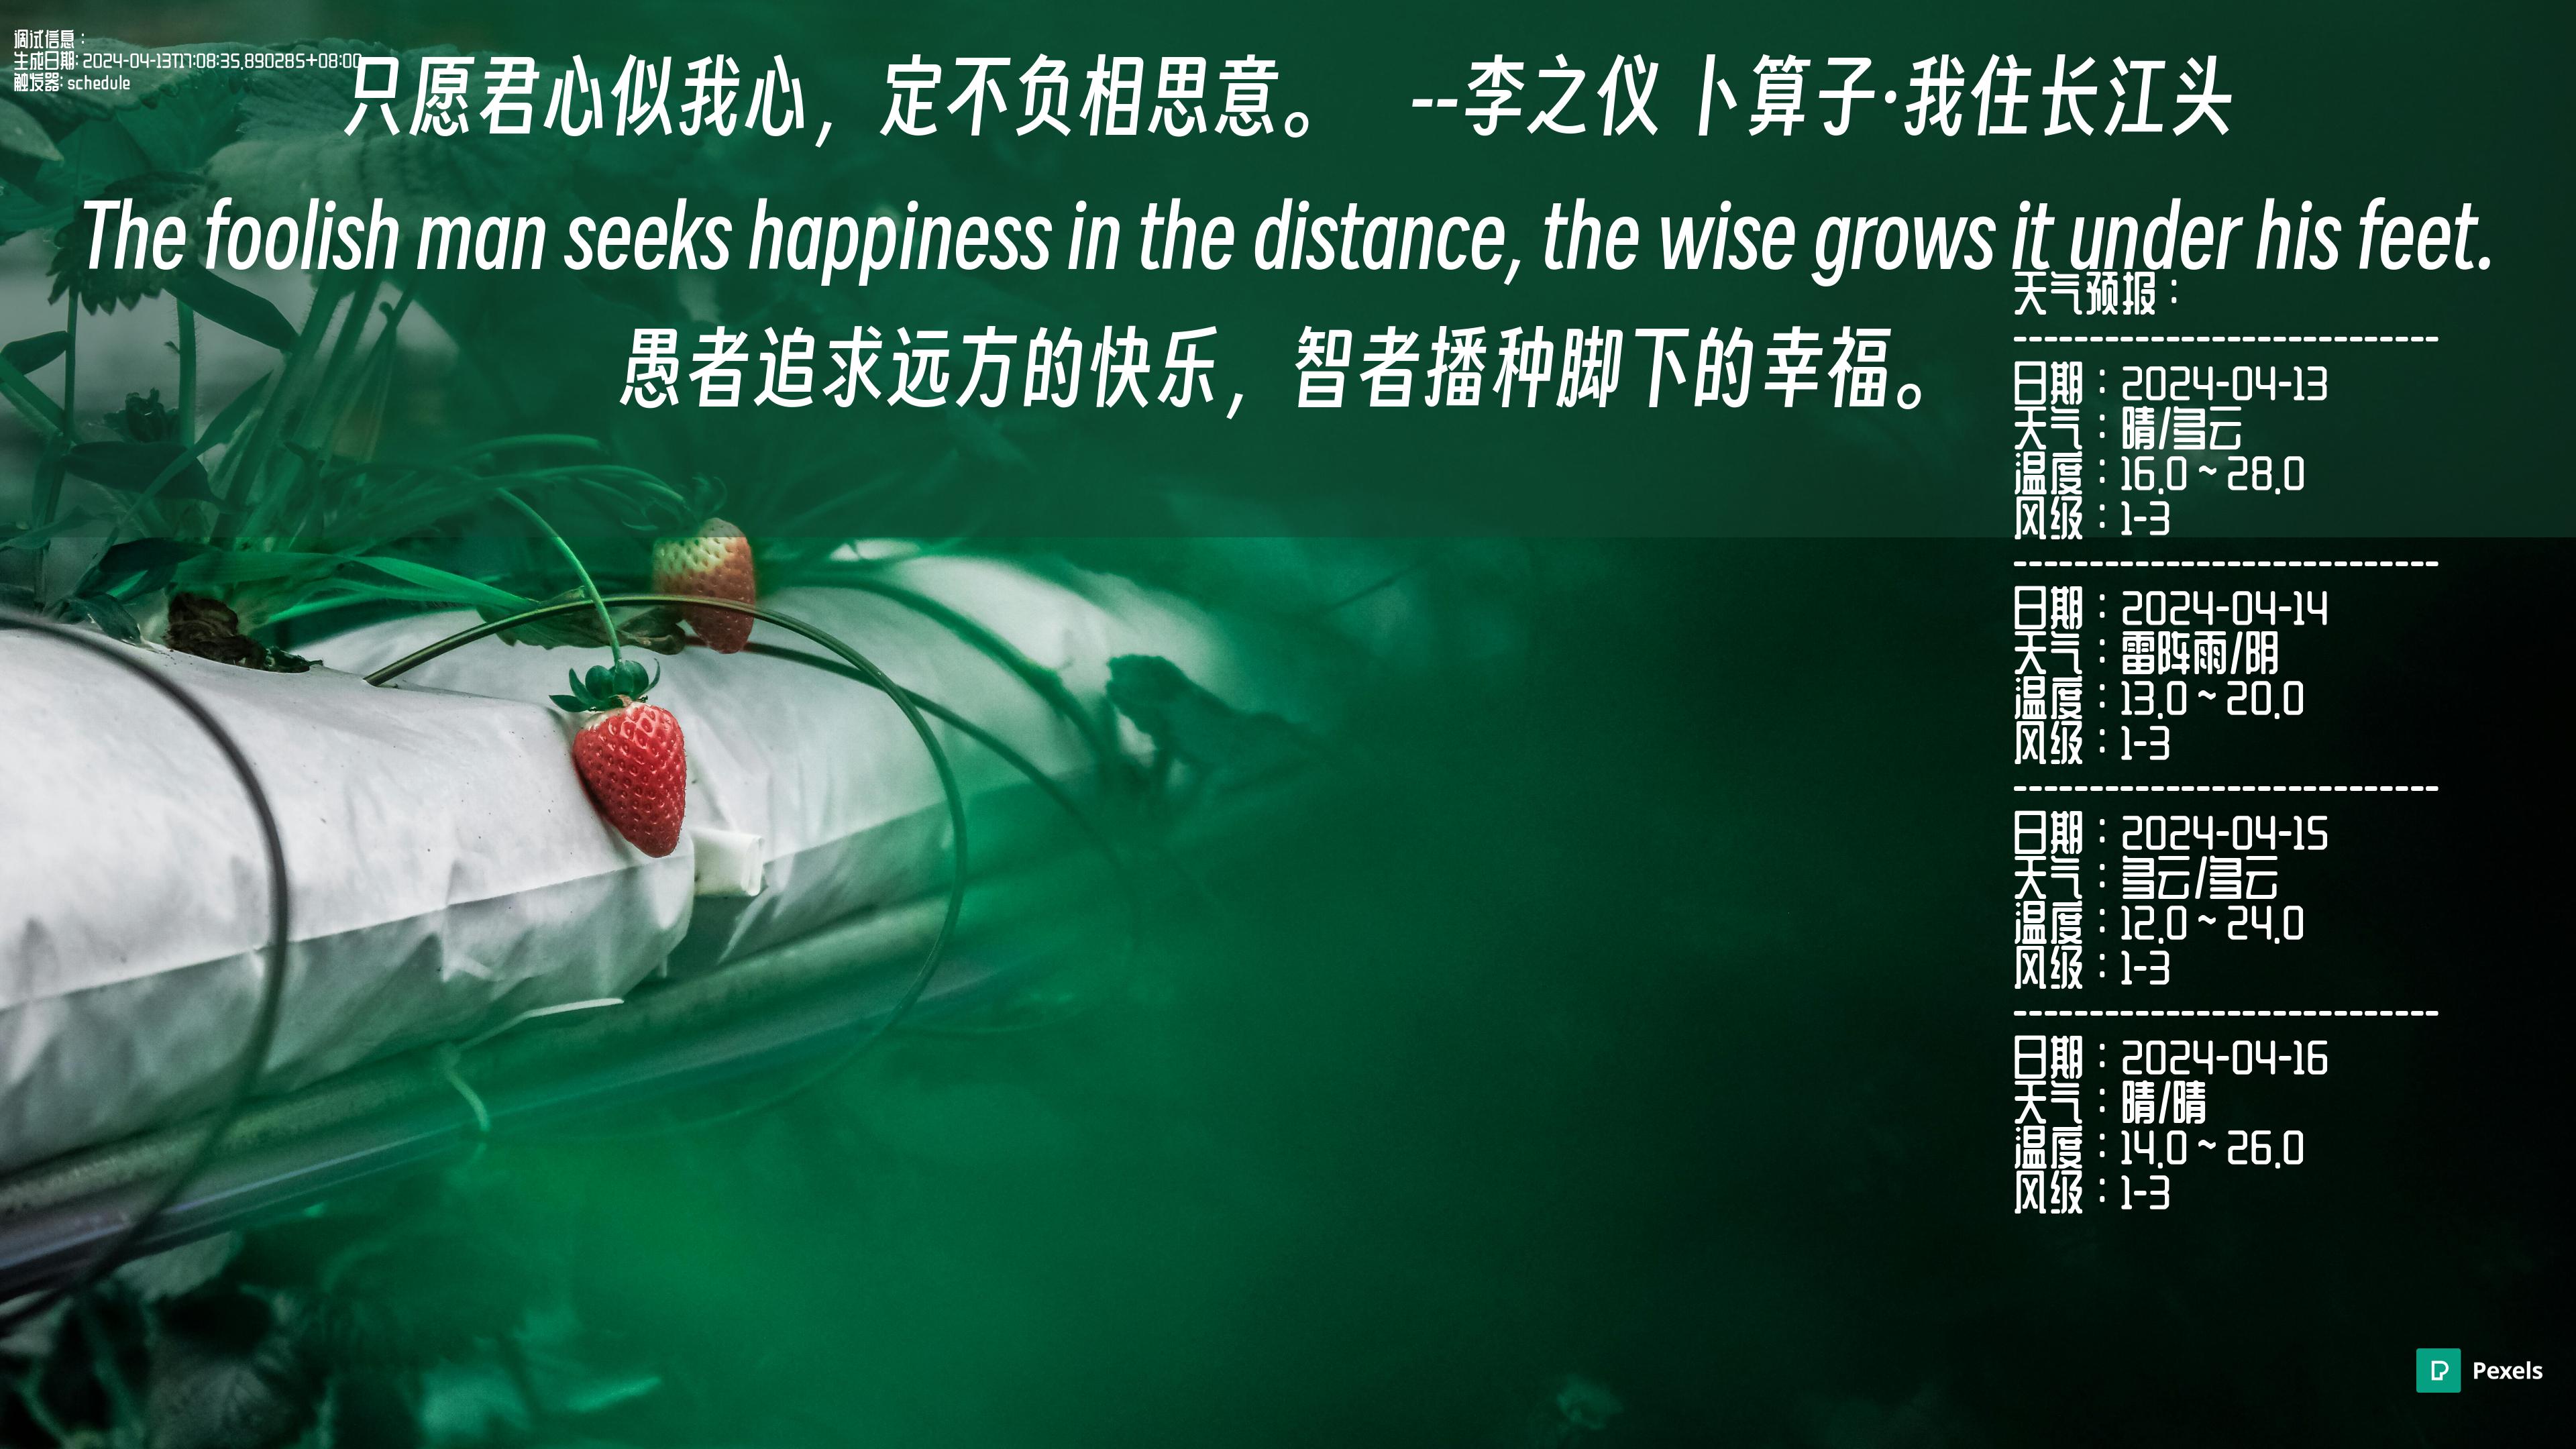 调试信息：
生成日期: 2024-04-13T17:08:35.890285+08:00
触发器: schedule
只愿君心似我心，定不负相思意。 --李之仪 卜算子·我住长江头
The foolish man seeks happiness in the distance, the wise grows it under his feet.
愚者追求远方的快乐，智者播种脚下的幸福。
天气预报：
----------------------------
日期：2024-04-13
天气：晴/多云
温度：16.0 ~ 28.0
风级：1-3
----------------------------
日期：2024-04-14
天气：雷阵雨/阴
温度：13.0 ~ 20.0
风级：1-3
----------------------------
日期：2024-04-15
天气：多云/多云
温度：12.0 ~ 24.0
风级：1-3
----------------------------
日期：2024-04-16
天气：晴/晴
温度：14.0 ~ 26.0
风级：1-3
Pexels